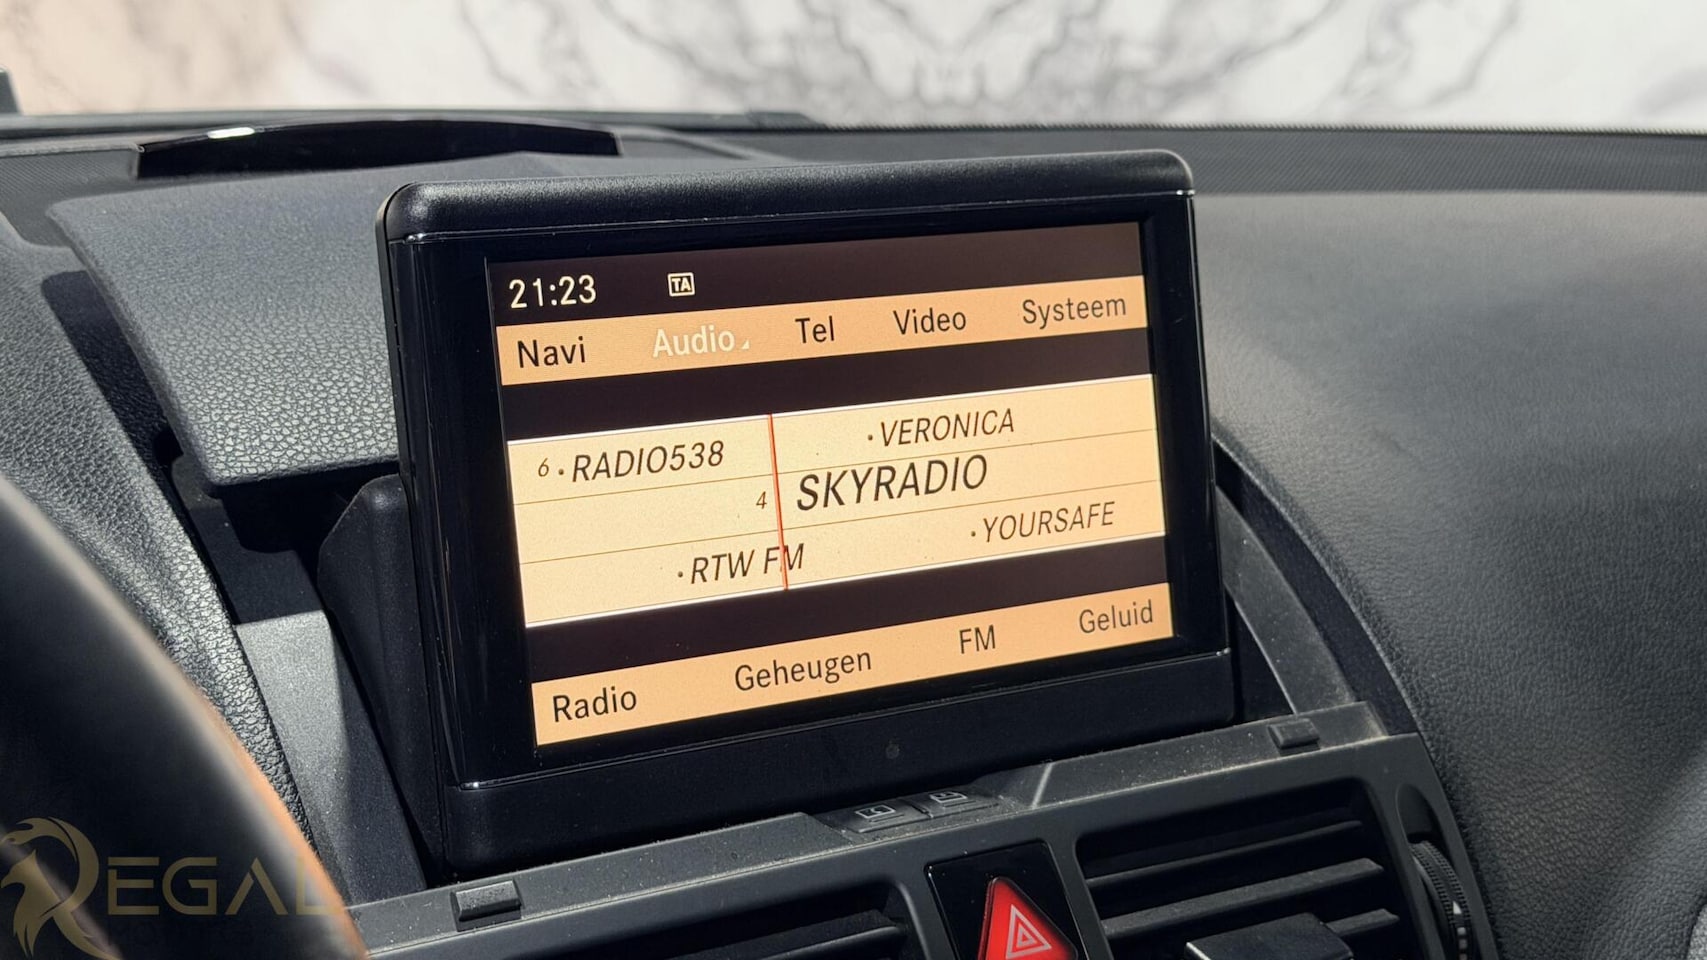 21:23 TA
Navi Audio Tel Video Systeem
·VERONICA
6 ·RADIO538
4 SKYRADIO
·YOURSAFE
·RTW FM
Radio Geheugen FM Geluid
REGAL